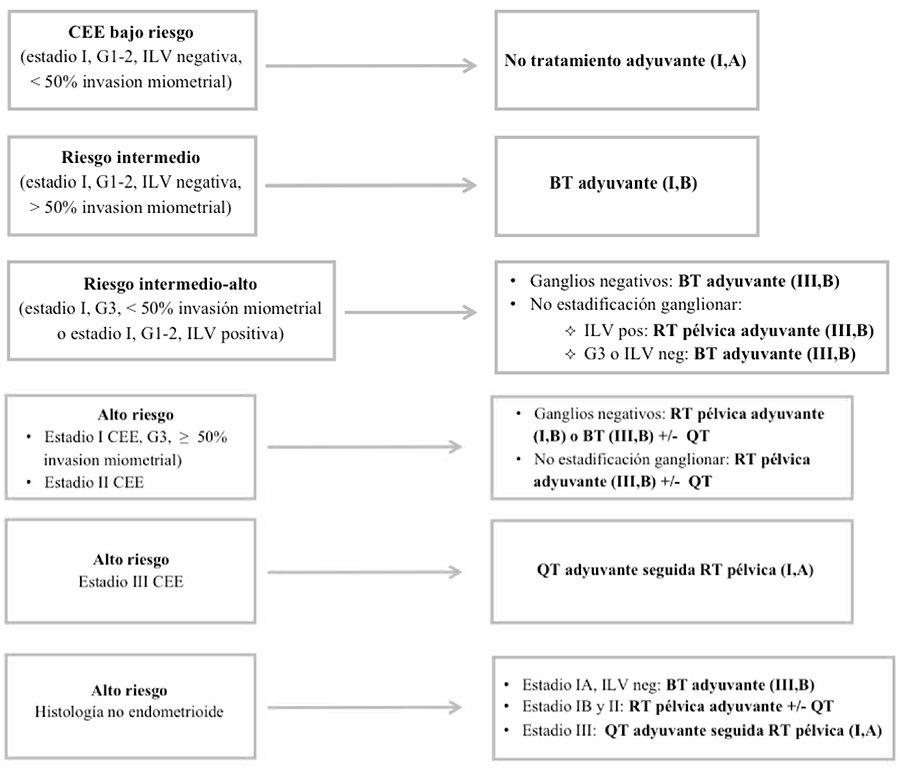 CEE bajo riesgo
(estadio I, G1-2, ILV negativa,
< 50% invasion miometrial)
No tratamiento adyuvante (I,A)
Riesgo intermedio
(estadio I, G1-2, ILV negativa,
> 50% invasion miometrial)
BT adyuvante (I,B)
Riesgo intermedio-alto
(estadio I, G3, < 50% invasión miometrial
o estadio I, G1-2, ILV positiva)
• Ganglios negativos: BT adyuvante (III,B)
• No estadificación ganglionar:
✧ ILV pos: RT pélvica adyuvante (III,B)
✧ G3 o ILV neg: BT adyuvante (III,B)
Alto riesgo
• Estadio I CEE, G3, ≥ 50%
invasion miometrial)
• Estadio II CEE
• Ganglios negativos: RT pélvica adyuvante
(I,B) o BT (III,B) +/- QT
• No estadificación ganglionar: RT pélvica
adyuvante (III,B) +/- QT
Alto riesgo
Estadio III CEE
QT adyuvante seguida RT pélvica (I,A)
Alto riesgo
Histología no endometrioide
• Estadio IA, ILV neg: BT adyuvante (III,B)
• Estadio IB y II: RT pélvica adyuvante +/- QT
• Estadio III: QT adyuvante seguida RT pélvica (I,A)